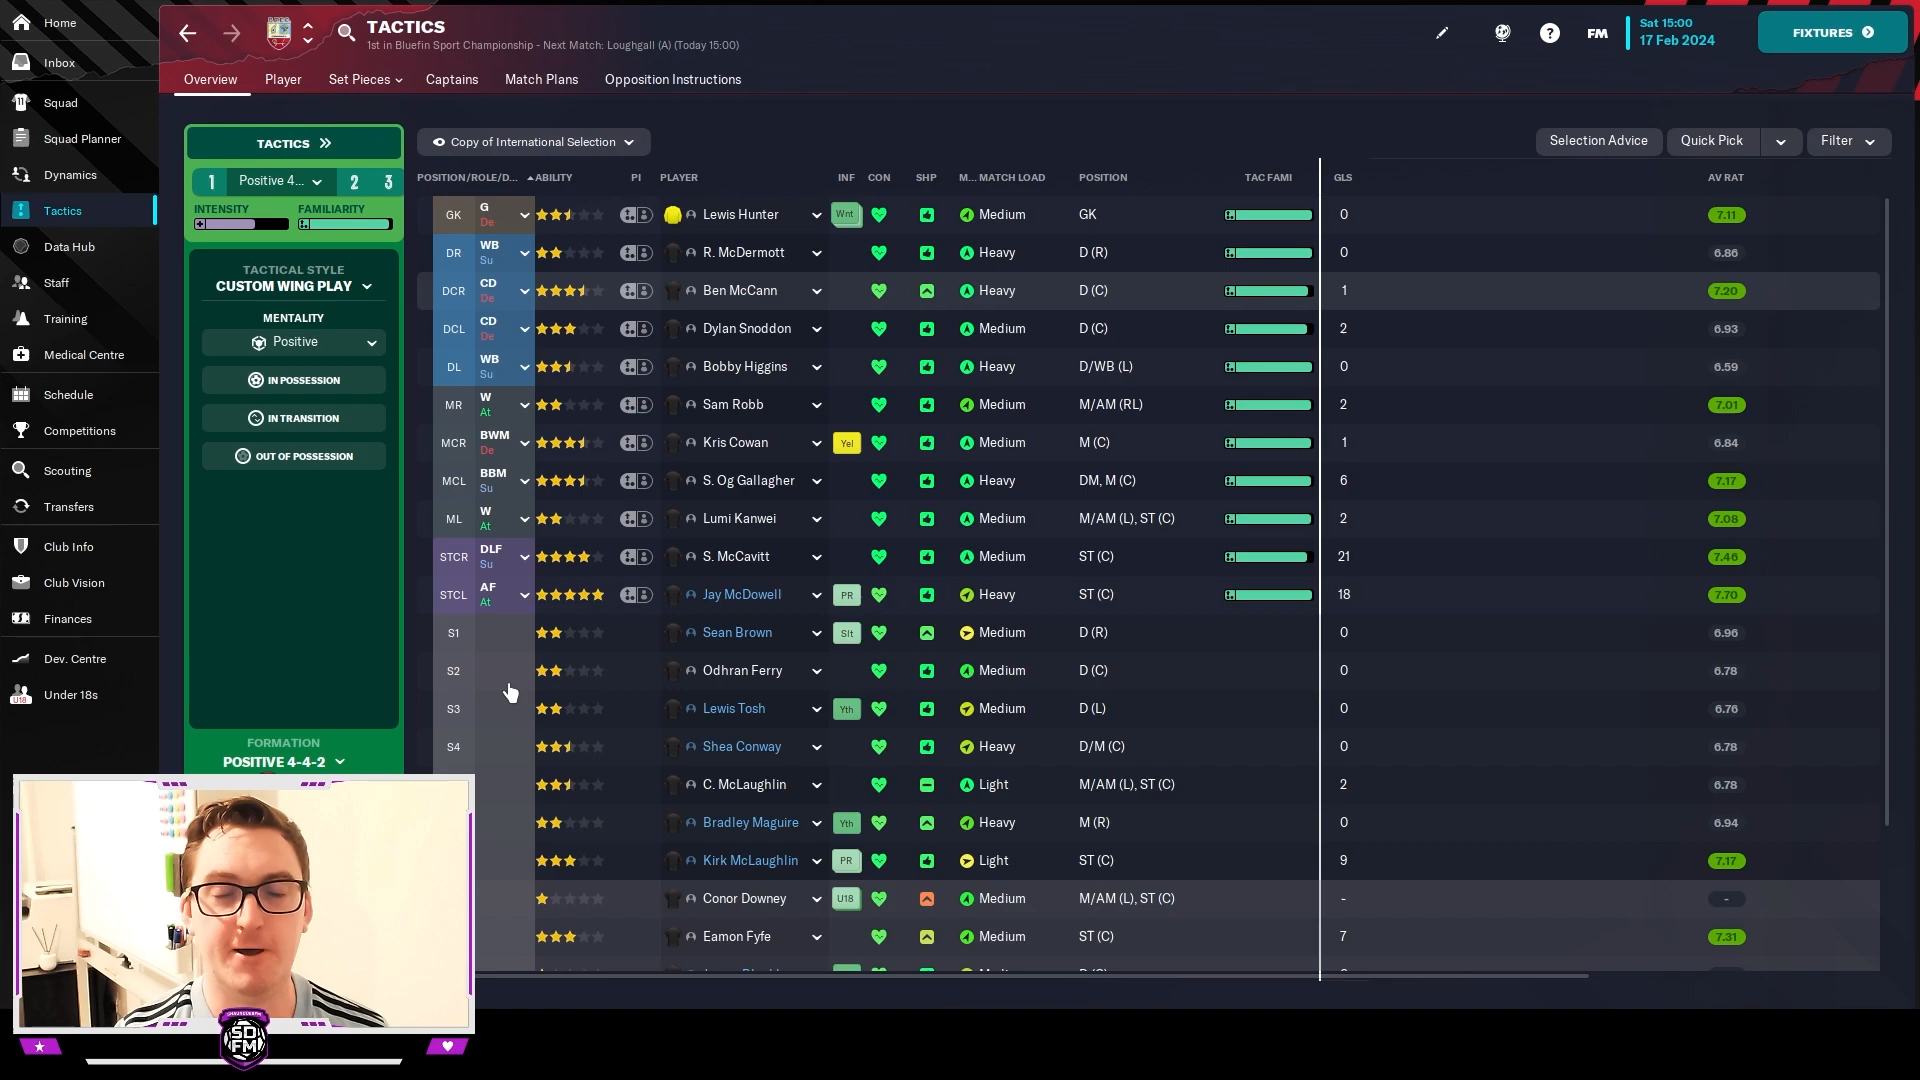 Home
Inbox
Squad
Squad Planner
Dynamics
Tactics
Data Hub
Staff
Training
Medical Centre
Schedule
Competitions
Scouting
Transfers
Club Info
Club Vision
Finances
Dev. Centre
Under 18s
TACTICS
1st in Bluefin Sport Championship - Next Match: Loughgall (A) (Today 15:00)
FM
Sat 15:00
17 Feb 2024
FIXTURES
Overview Player Set Pieces Captains Match Plans Opposition Instructions
TACTICS
1 Positive 4... 2 3
INTENSITY FAMILIARITY
TACTICAL STYLE
CUSTOM WING PLAY
MENTALITY
Positive
IN POSSESSION
IN TRANSITION
OUT OF POSSESSION
FORMATION
POSITIVE 4-4-2
Copy of International Selection
Selection Advice Quick Pick Filter
POSITION/ROLE/D... ABILITY PI PLAYER INF CON SHP M... MATCH LOAD POSITION TAC FAMI GLS AV RAT
GK G De Lewis Hunter Wnt Medium GK 0 7.11
DR WB Su R. McDermott Heavy D (R) 0 6.86
DCR CD De Ben McCann Heavy D (C) 1 7.20
DCL CD De Dylan Snoddon Medium D (C) 2 6.93
DL WB Su Bobby Higgins Heavy D/WB (L) 0 6.59
MR W At Sam Robb Medium M/AM (RL) 2 7.01
MCR BWM De Kris Cowan Yel Medium M (C) 1 6.84
MCL BBM Su S. Og Gallagher Heavy DM, M (C) 6 7.17
ML W At Lumi Kanwei Medium M/AM (L), ST (C) 2 7.08
STCR DLF Su S. McCavitt Medium ST (C) 21 7.46
STCL AF At Jay McDowell PR Heavy ST (C) 18 7.70
S1 Sean Brown Slt Medium D (R) 0 6.96
S2 Odhran Ferry Medium D (C) 0 6.78
S3 Lewis Tosh Yth Medium D (L) 0 6.76
S4 Shea Conway Heavy D/M (C) 0 6.78
C. McLaughlin Light M/AM (L), ST (C) 2 6.78
Bradley Maguire Yth Heavy M (R) 0 6.94
Kirk McLaughlin PR Light ST (C) 9 7.17
Conor Downey U18 Medium M/AM (L), ST (C) - -
Eamon Fyfe Medium ST (C) 7 7.31
SD
FM